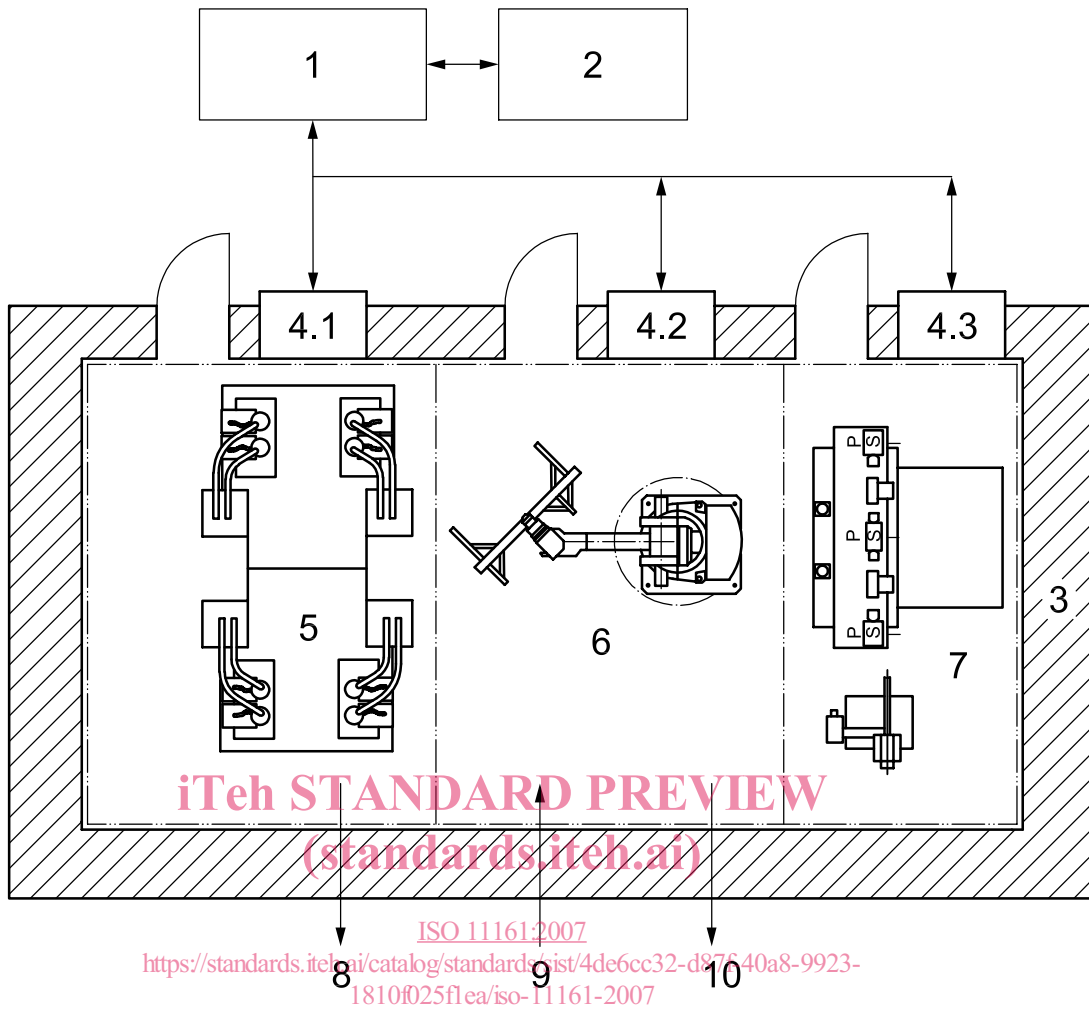 1
2
4.1
4.2
4.3
P
S
P
S
3
5
6
P
S
7
iTeh STANDARD PREVIEW
(standards.iteh.ai)
ISO 11161:2007
8
9
10
https://standards.iteh.ai/catalog/standards/sist/4de6cc32-d87f-40a8-9923-
1810f025f1ea/iso-11161-2007